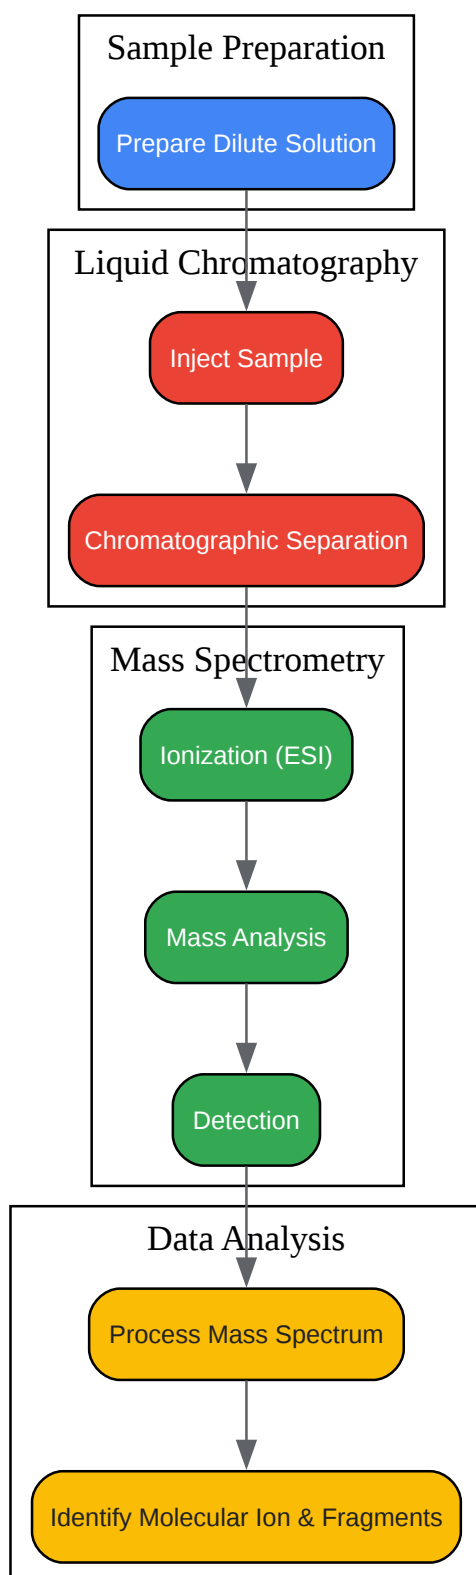 Sample Preparation
Prepare Dilute Solution
Liquid Chromatography
Inject Sample
Chromatographic Separation
Mass Spectrometry
Ionization (ESI)
Mass Analysis
Detection
Data Analysis
Process Mass Spectrum
Identify Molecular Ion & Fragments